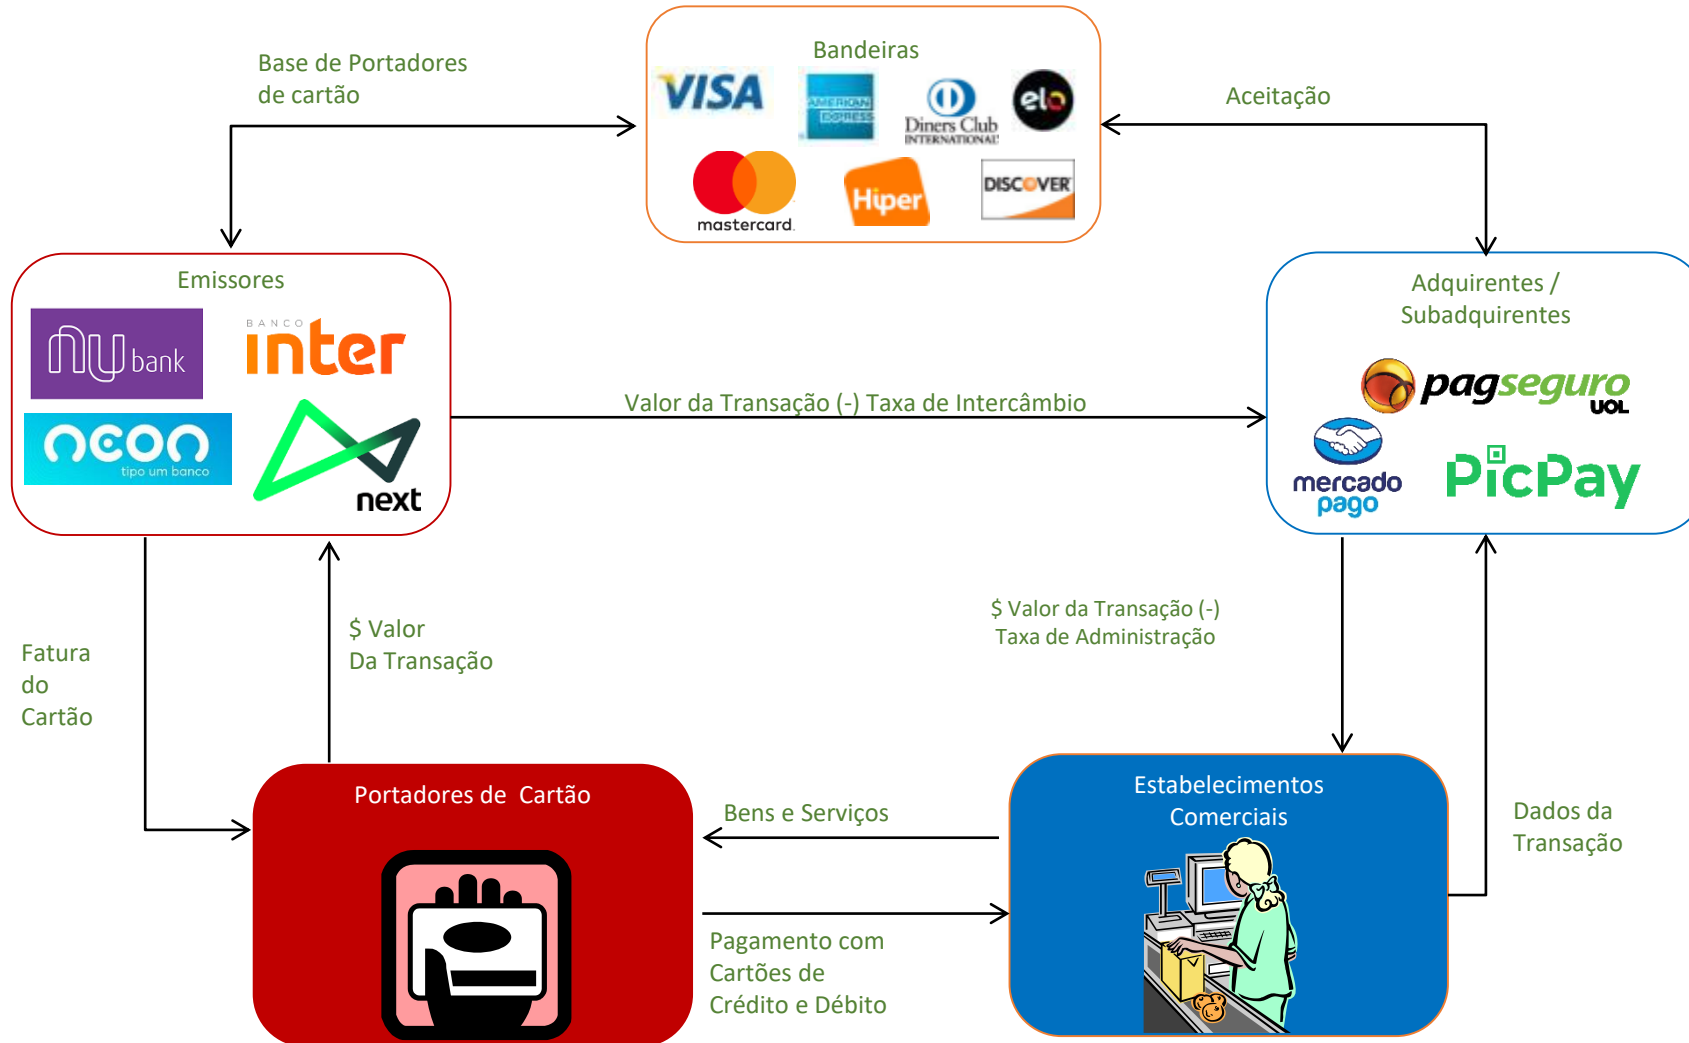 Bandeiras
Base de Portadores
de cartão
Aceitação
VISA
AMERICAN
EXPRESS
Diners Club
INTERNATIONAL
elo
mastercard.
Hiper
DISCOVER
Emissores
nu bank
BANCO
inter
neon
tipo um banco
next
Adquirentes /
Subadquirentes
pagseguro
UOL
mercado
pago
PicPay
Valor da Transação (-) Taxa de Intercâmbio
$ Valor
Da Transação
$ Valor da Transação (-)
Taxa de Administração
Fatura
do
Cartão
Portadores de Cartão
Bens e Serviços
Estabelecimentos
Comerciais
Dados da
Transação
Pagamento com
Cartões de
Crédito e Débito